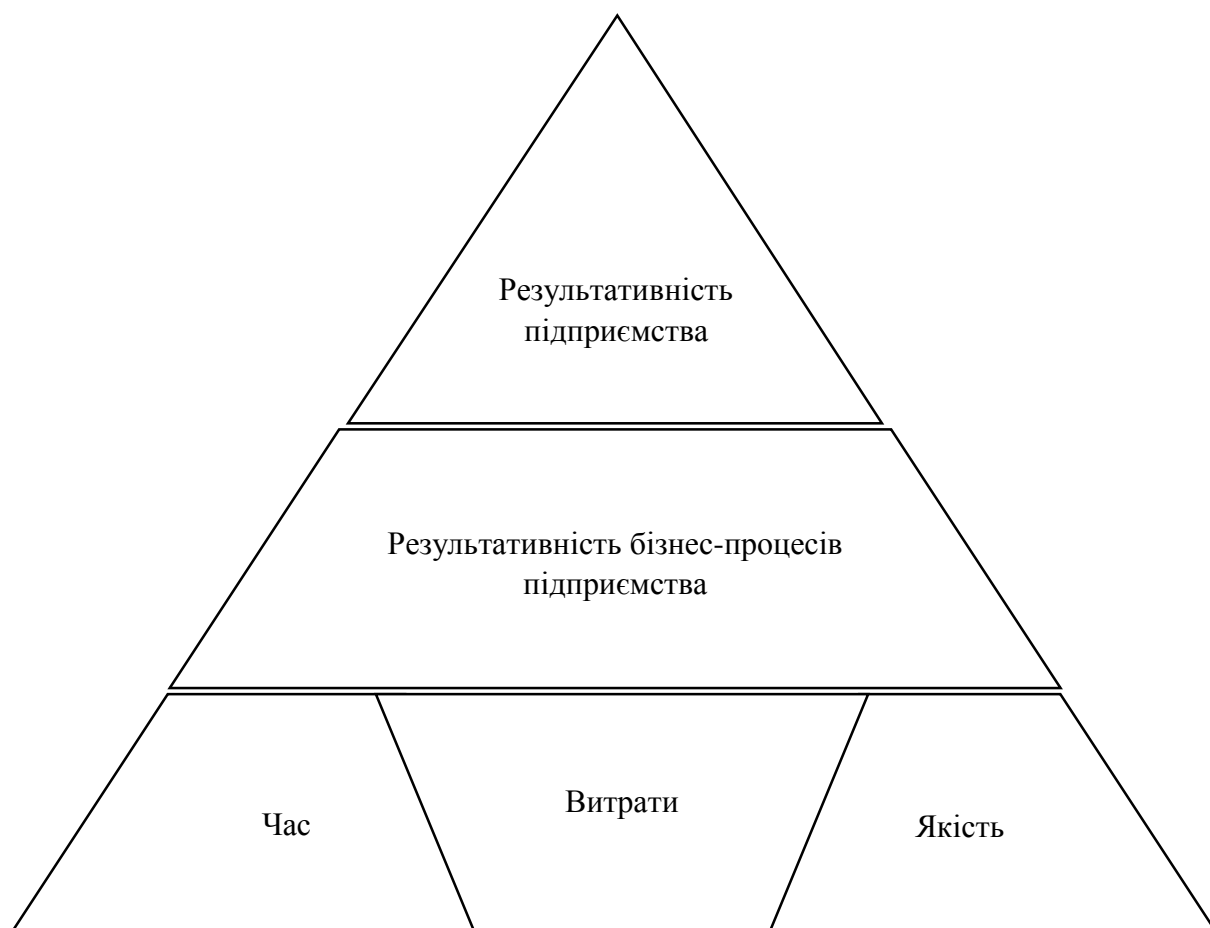 Результативність
підприємства
Результативність бізнес-процесів
підприємства
Час
Витрати
Якість